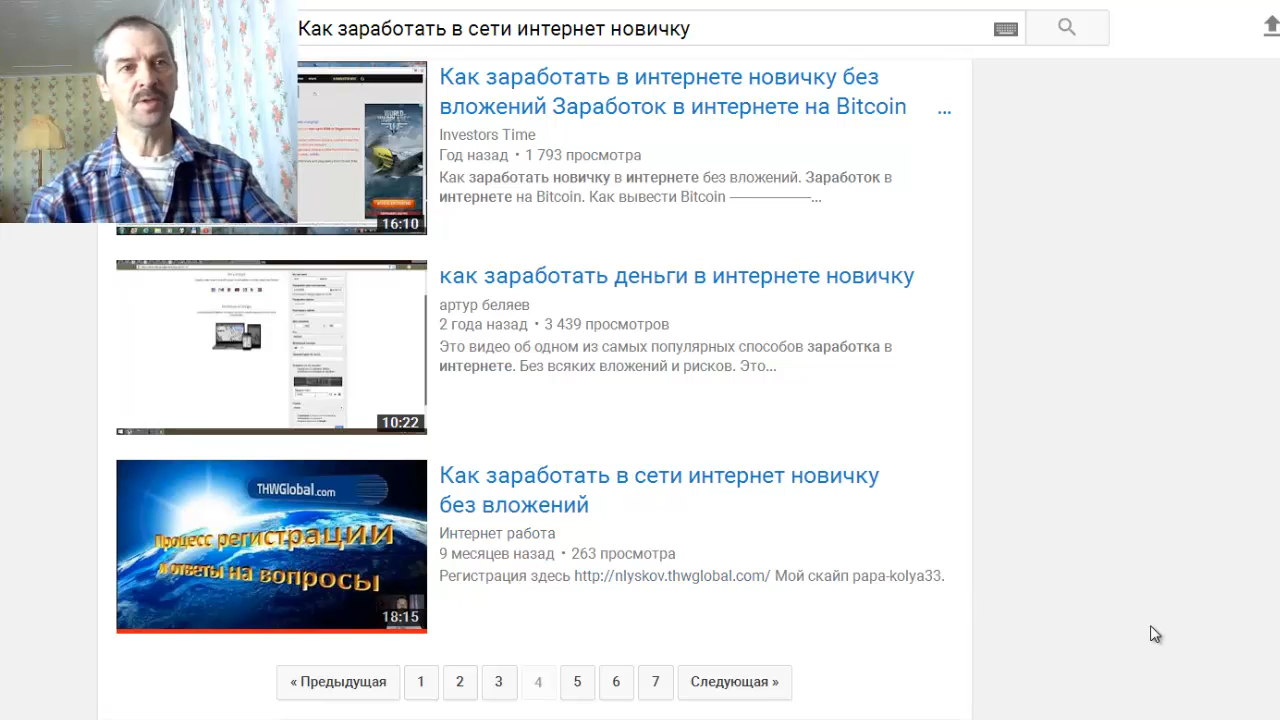 Как заработать в сети интернет новичку
Как заработать в интернете новичку без
вложений Заработок в интернете на Bitcoin ...
Investors Time
Год назад • 1 793 просмотра
Как заработать новичку в интернете без вложений. Заработок в
интернете на Bitcoin. Как вывести Bitcoin ——————–...
16:10
как заработать деньги в интернете новичку
артур беляев
2 года назад • 3 439 просмотров
Это видео об одном из самых популярных способов заработка в
интернете. Без всяких вложений и рисков. Это...
10:22
THWGlobal.com
Процесс регистрации
и ответы на вопросы
18:15
Как заработать в сети интернет новичку
без вложений
Интернет работа
9 месяцев назад • 263 просмотра
Регистрация здесь http://nlyskov.thwglobal.com/ Мой скайп papa-kolya33.
« Предыдущая 1 2 3 4 5 6 7 Следующая »